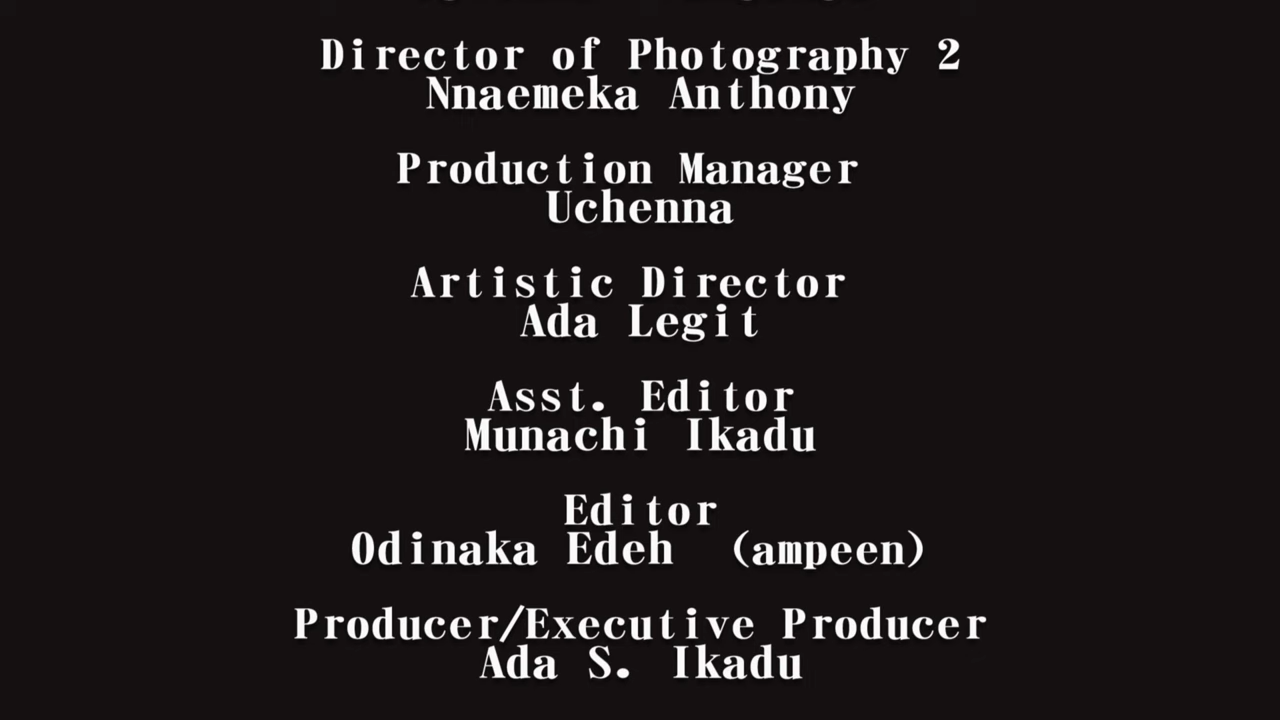 Director of Photography 2
Nnaemeka Anthony
Production Manager
Uchenna
Artistic Director
Ada Legit
Asst. Editor
Munachi Ikadu
Editor
Odinaka Edeh (ampeen)
Producer/Executive Producer
Ada S. Ikadu